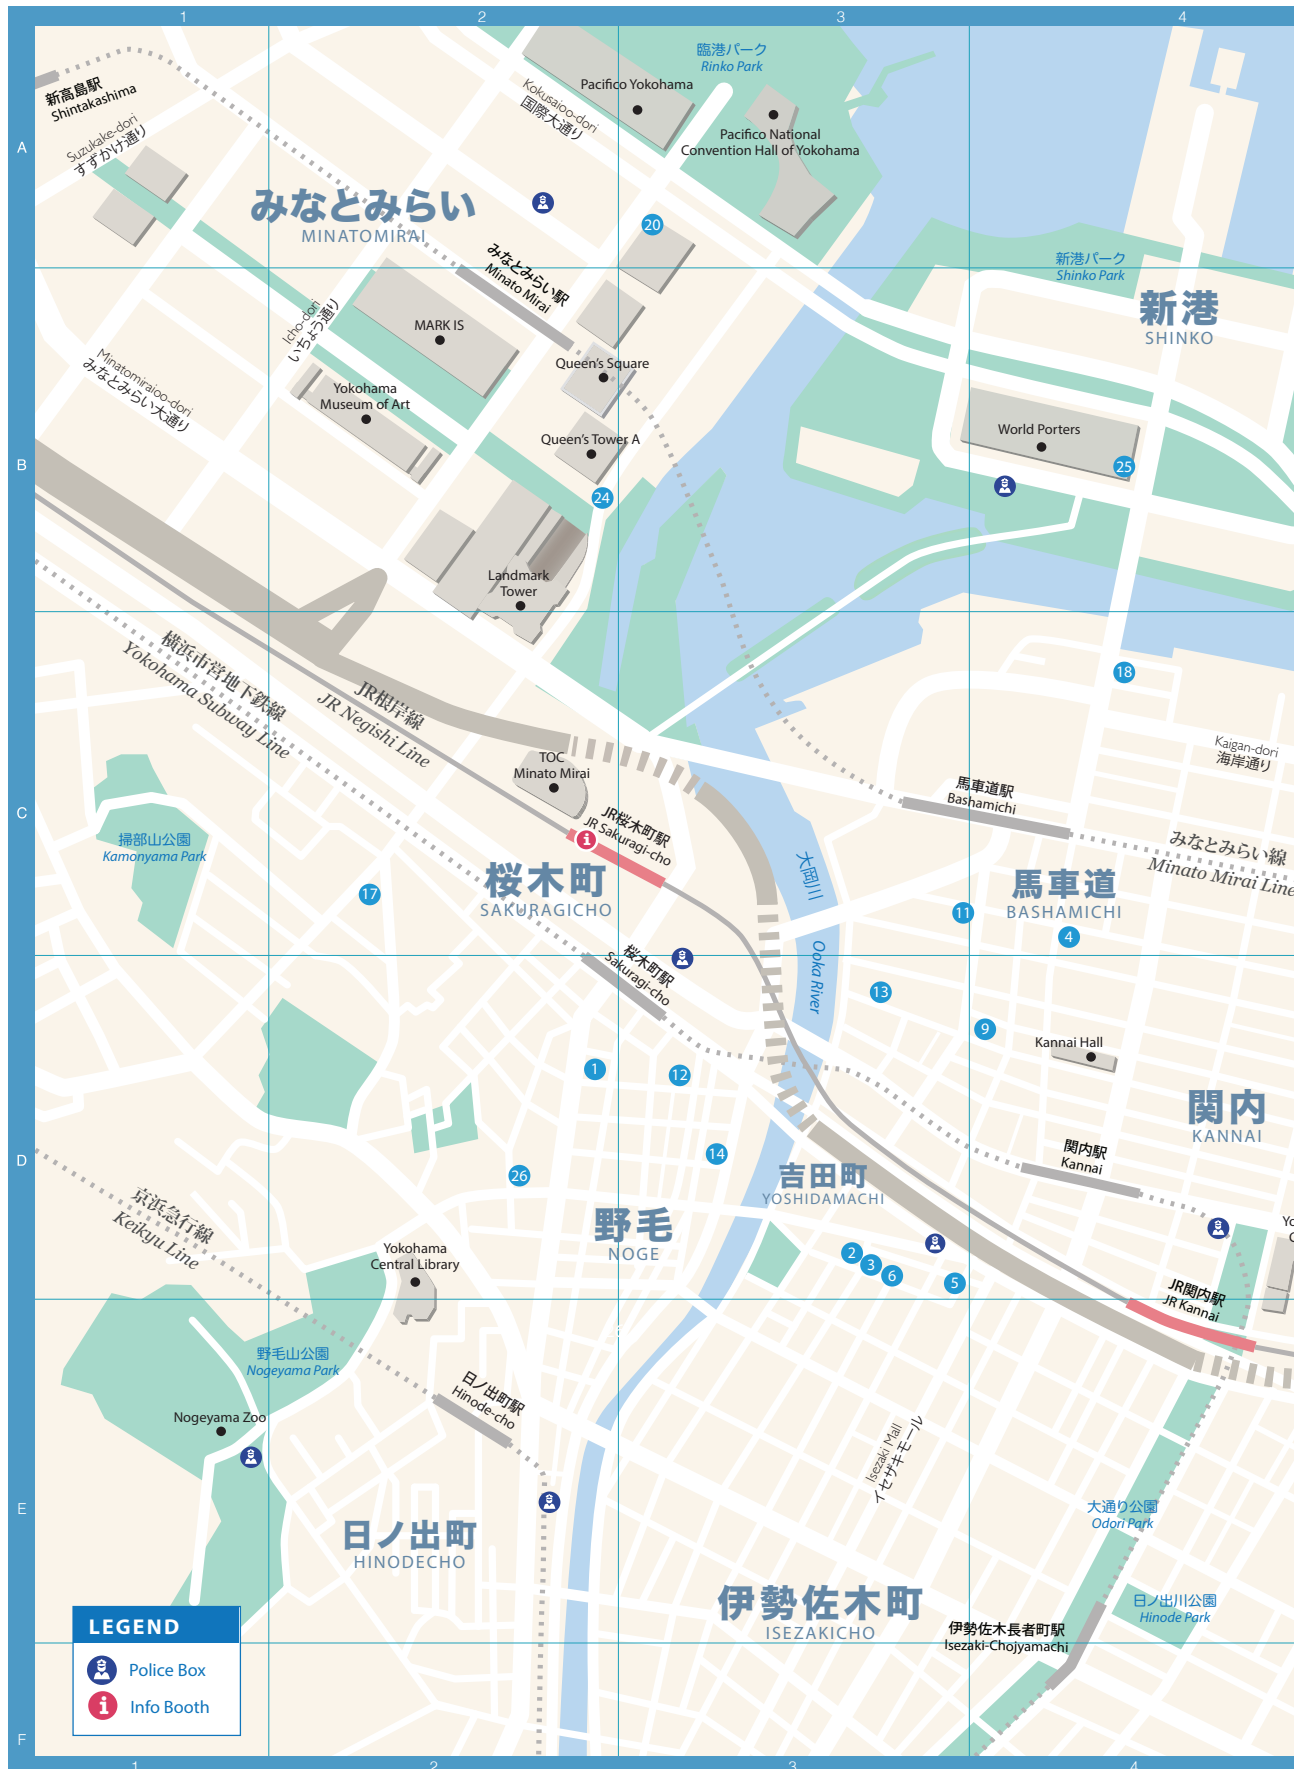 1
2
3
4
臨港パーク
Rinko Park
新高島駅
Shintakashima
Pacifico Yokohama
Kokusaioo-dori
国際大通り
Pacifico National
Convention Hall of Yokohama
Suzukake-dori
すずかけ通り
A
みなとみらい
MINATOMIRAI
20
みなとみらい駅
Minato Mirai
新港パーク
Shinko Park
新港
SHINKO
Icho-dori
いちょう通り
MARK IS
Queen's Square
Minatomiraioo-dori
みなとみらい大通り
Yokohama
Museum of Art
Queen's Tower A
World Porters
B
25
24
Landmark
Tower
横浜市営地下鉄線
Yokohama Subway Line
JR根岸線
JR Negishi Line
18
Kaigan-dori
海岸通り
TOC
Minato Mirai
馬車道駅
Bashamichi
C
JR桜木町駅
JR Sakuragi-cho
掃部山公園
Kamonyama Park
みなとみらい線
Minato Mirai Line
大岡川
Ooka River
桜木町
SAKURAGICHO
馬車道
BASHAMICHI
17
11
4
桜木町駅
Sakuragi-cho
13
9
Kannai Hall
1
12
関内
KANNAI
14
関内駅
Kannai
D
吉田町
YOSHIDAMACHI
26
京浜急行線
Keikyu Line
野毛
NOGE
Yo
C
Yokohama
Central Library
2
3
6
5
JR関内駅
JR Kannai
野毛山公園
Nogeyama Park
日ノ出町駅
Hinode-cho
Nogeyama Zoo
Isezaki Mall
イセザキモール
E
大通り公園
Odori Park
日ノ出町
HINODECHO
伊勢佐木町
ISEZAKICHO
日ノ出川公園
Hinode Park
伊勢佐木長者町駅
Isezaki-Chojyamachi
LEGEND
Police Box
i Info Booth
F
1
2
3
4